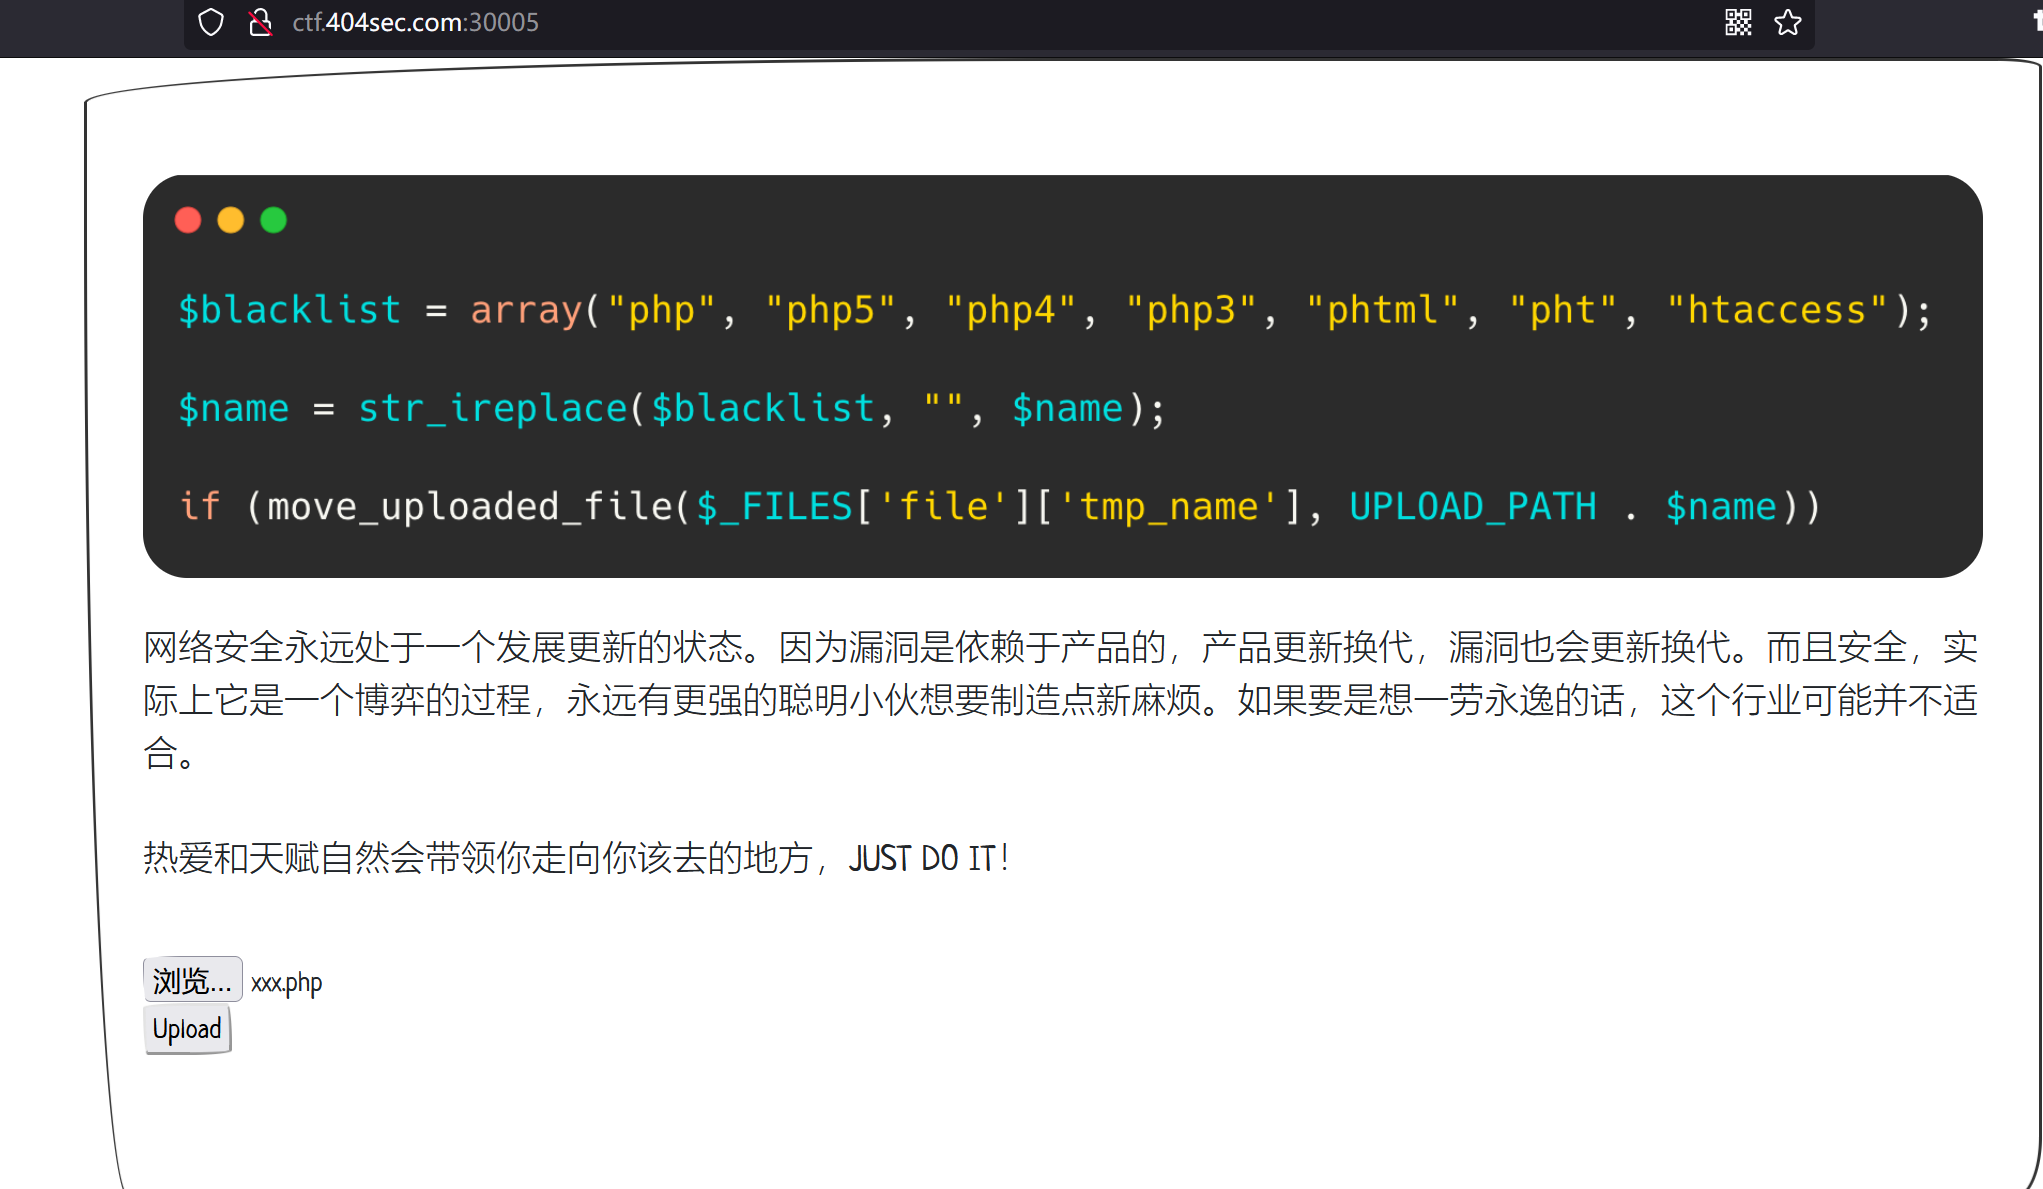 ctf.404sec.com:30005
$blacklist = array("php", "php5", "php4", "php3", "phtml", "pht", "htaccess");
$name = str_ireplace($blacklist, "", $name);
if (move_uploaded_file($_FILES['file']['tmp_name'], UPLOAD_PATH . $name))
网络安全永远处于一个发展更新的状态。因为漏洞是依赖于产品的，产品更新换代，漏洞也会更新换代。而且安全，实
际上它是一个博弈的过程，永远有更强的聪明小伙想要制造点新麻烦。如果要是想一劳永逸的话，这个行业可能并不适
合。
热爱和天赋自然会带领你走向你该去的地方，JUST DO IT！
浏览... xxx.php
Upload